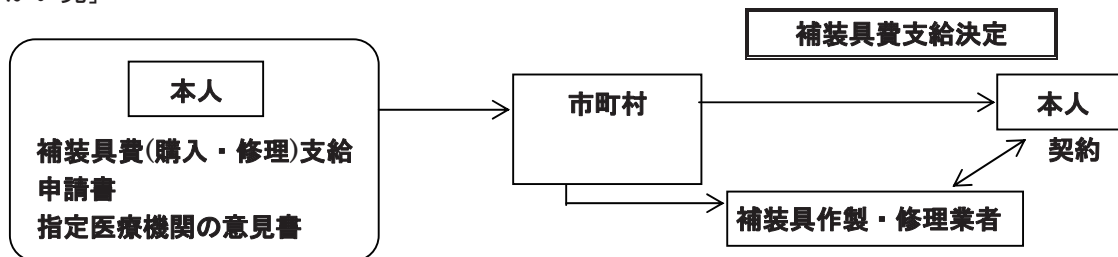 補装具費支給決定
本人
補装具費(購入・修理)支給
申請書
指定医療機関の意見書
市町村
本人
契約
補装具作製・修理業者